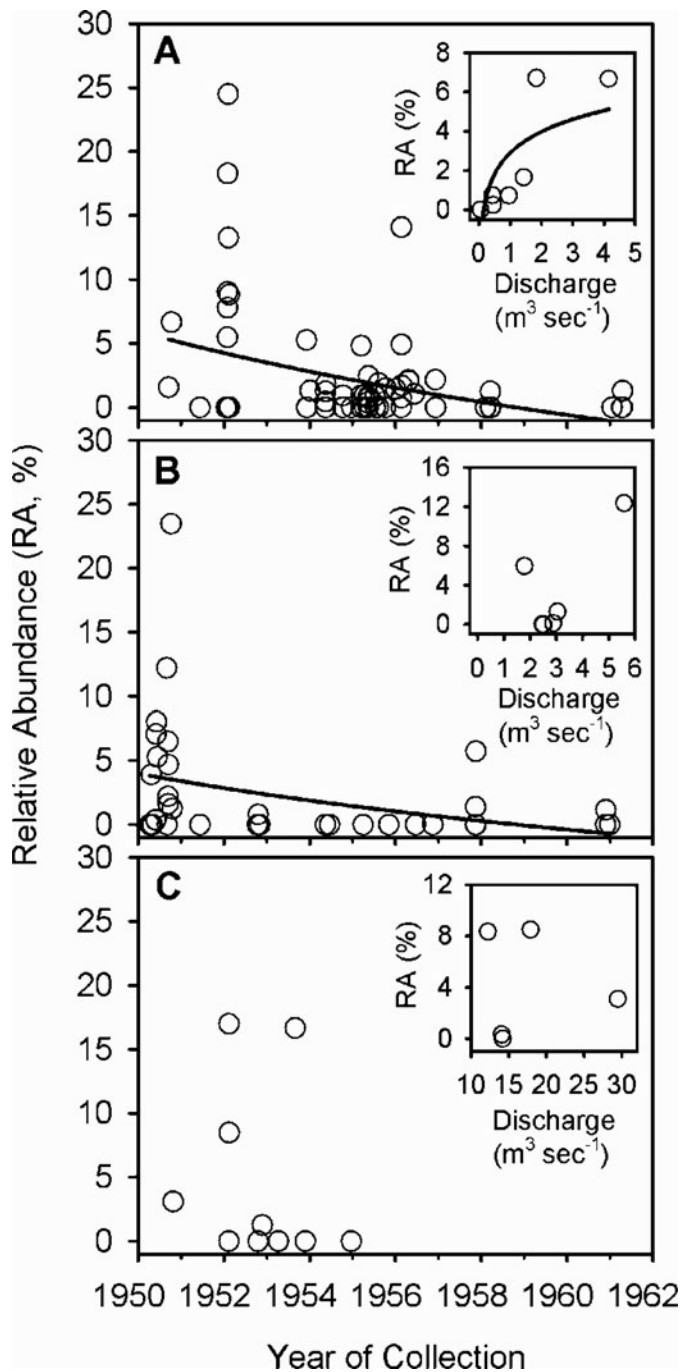 Relative Abundance (RA, %)
A
30
25
20
15
10
5
0
RA (%)
8
6
4
2
0
0 1 2 3 4 5
Discharge
(m³ sec⁻¹)
B
30
25
20
15
10
5
0
RA (%)
16
12
8
4
0
0 1 2 3 4 5 6
Discharge
(m³ sec⁻¹)
C
30
25
20
15
10
5
0
RA (%)
12
8
4
0
10 15 20 25 30
Discharge
(m³ sec⁻¹)
1950 1952 1954 1956 1958 1960 1962
Year of Collection